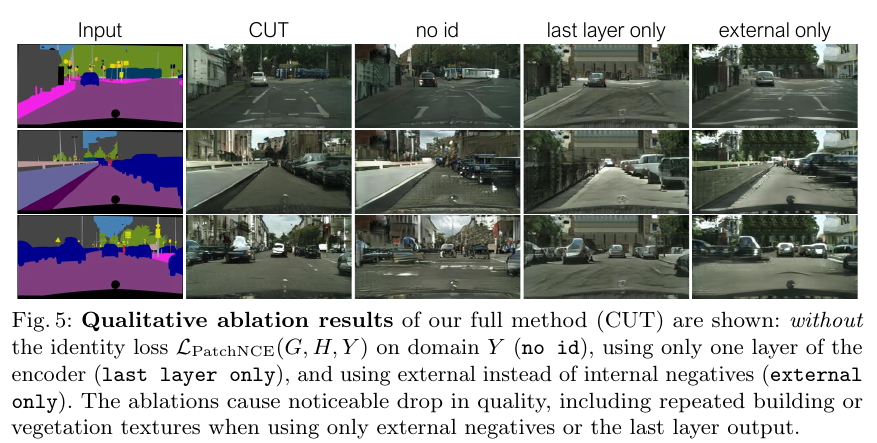 Input CUT no id last layer only external only
Fig. 5: Qualitative ablation results of our full method (CUT) are shown: without
the identity loss ℒPatchNCE(G, H, Y) on domain Y (no id), using only one layer of the
encoder (last layer only), and using external instead of internal negatives (external
only). The ablations cause noticeable drop in quality, including repeated building or
vegetation textures when using only external negatives or the last layer output.